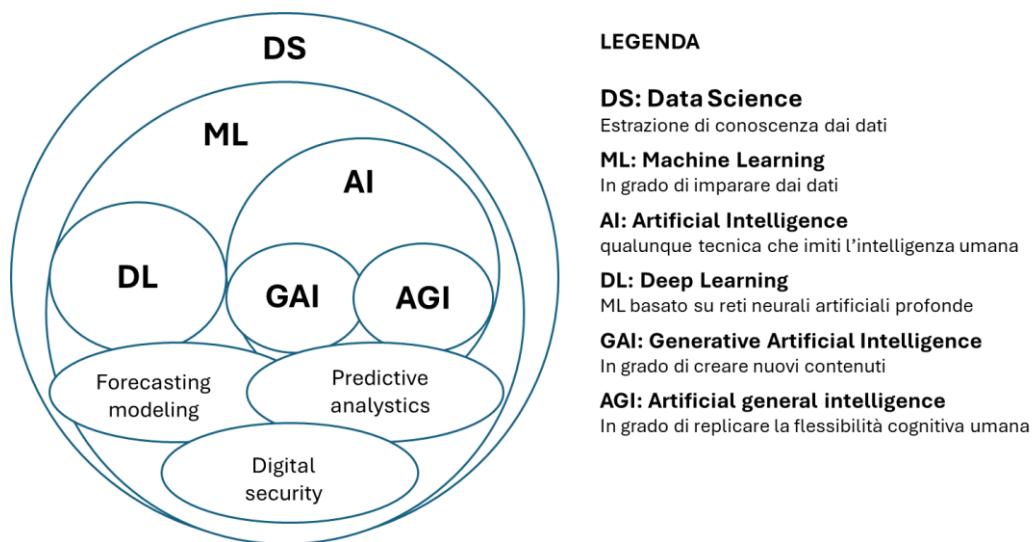 DS
ML
AI
DL
GAI
AGI
Forecasting
modeling
Predictive
analystics
Digital
security
LEGENDA
DS: Data Science
Estrazione di conoscenza dai dati
ML: Machine Learning
In grado di imparare dai dati
AI: Artificial Intelligence
qualunque tecnica che imiti l'intelligenza umana
DL: Deep Learning
ML basato su reti neurali artificiali profonde
GAI: Generative Artificial Intelligence
In grado di creare nuovi contenuti
AGI: Artificial general intelligence
In grado di replicare la flessibilità cognitiva umana